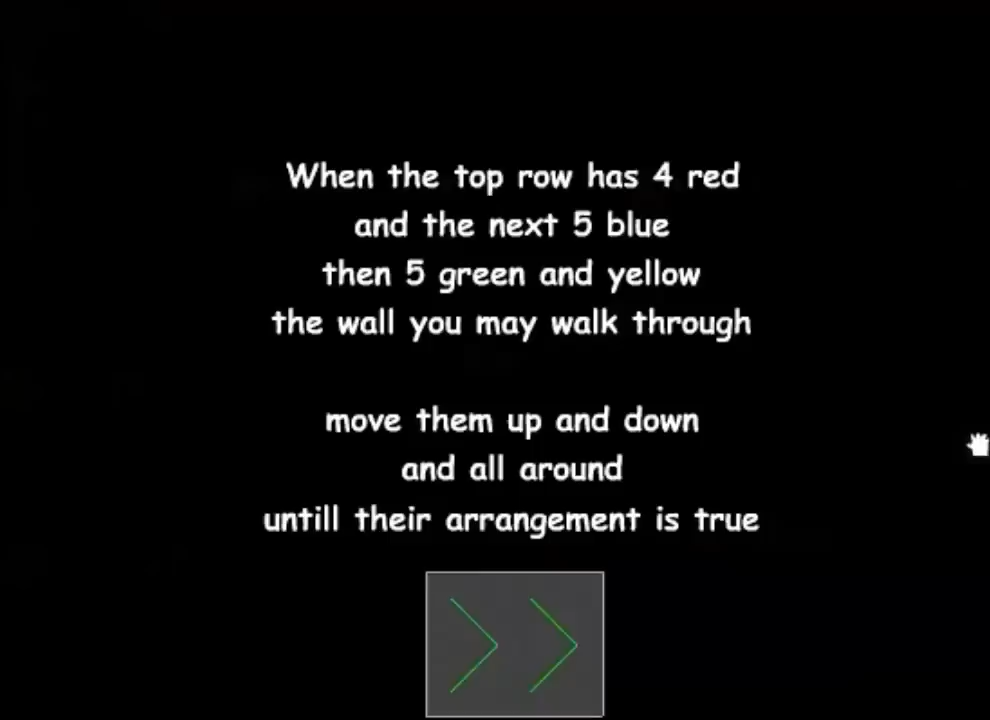 When the top row has 4 red
and the next 5 blue
then 5 green and yellow
the wall you may walk through
move them up and down
and all around
untill their arrangement is true